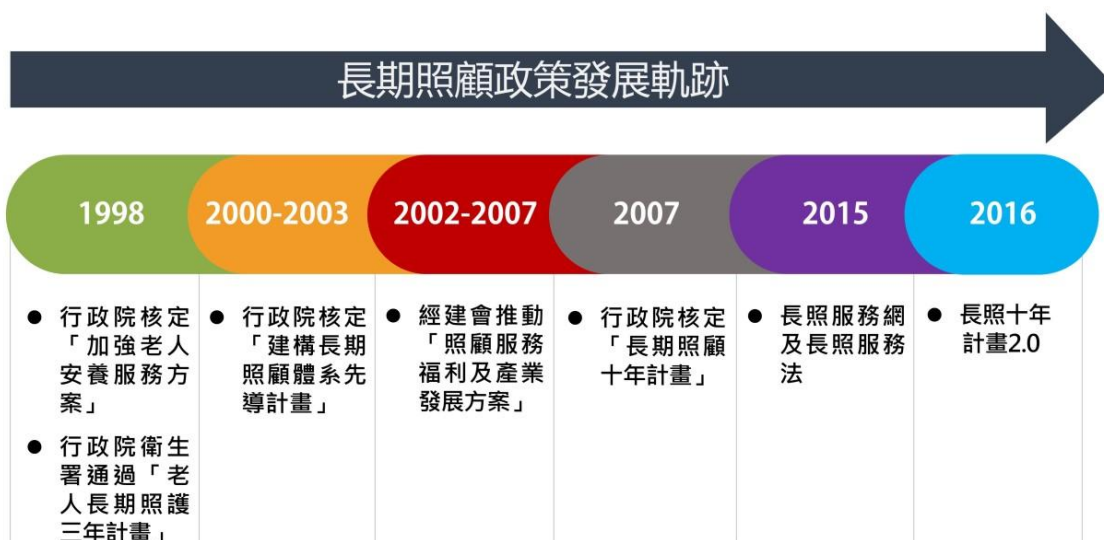 長期照顧政策發展軌跡
1998
2000-2003
2002-2007
2007
2015
2016
● 行政院核定
「加強老人
安養服務方
案」
● 行政院衛生
署通過「老
人長期照護
三年計畫」
● 行政院核定
「建構長期
照顧體系先
導計畫」
● 經建會推動
「照顧服務
福利及產業
發展方案」
● 行政院核定
「長期照顧
十年計畫」
● 長照服務網
及長照服務
法
● 長照十年
計畫2.0